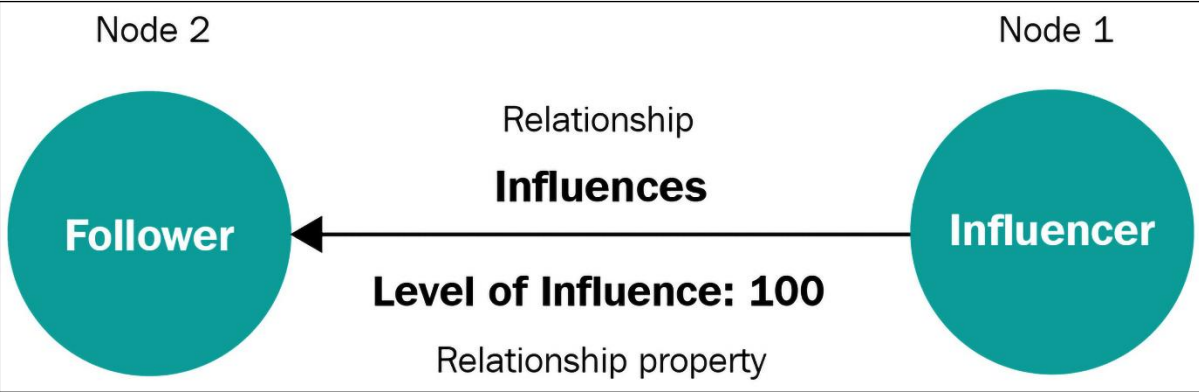 Node 2
Node 1
Relationship
Influences
Follower
Influencer
Level of Influence: 100
Relationship property